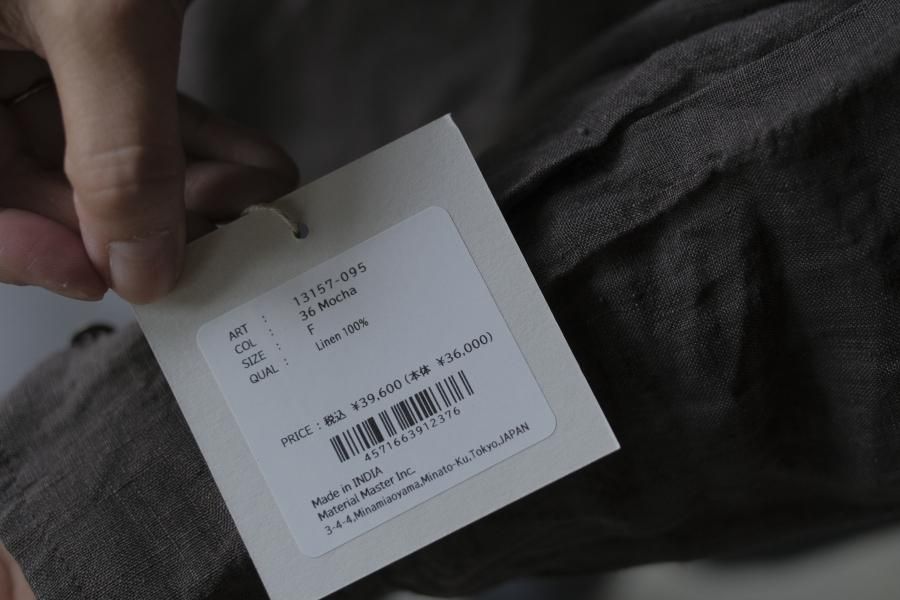 ART : 13157-095
COL : 36 Mocha
SIZE : F
QUAL : Linen 100%
PRICE : 税込 ¥39,600 (本体 ¥36,000)
4571663912376
Made in INDIA
Material Master Inc.
3-4-4,Minamiaoyama,Minato-Ku,Tokyo,JAPAN